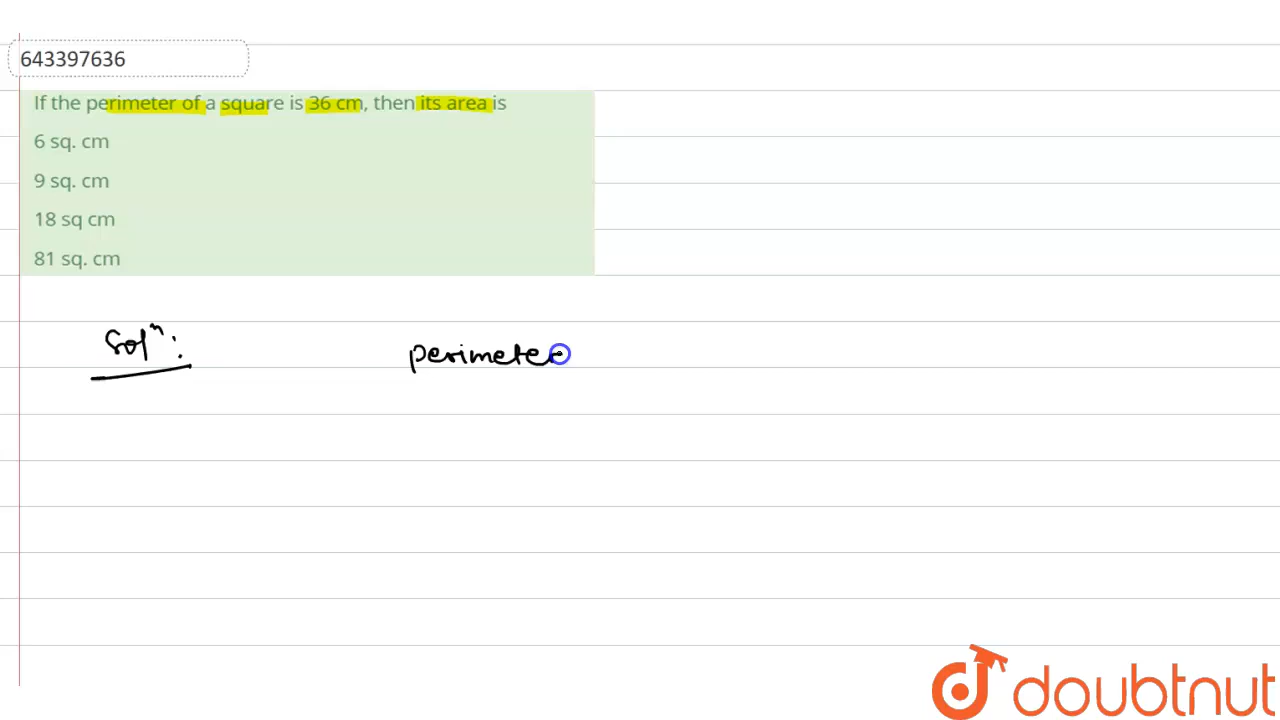 643397636
If the perimeter of a square is 36 cm, then its area is
6 sq. cm
9 sq. cm
18 sq cm
81 sq. cm
Solⁿ: perimeter
doubtnut